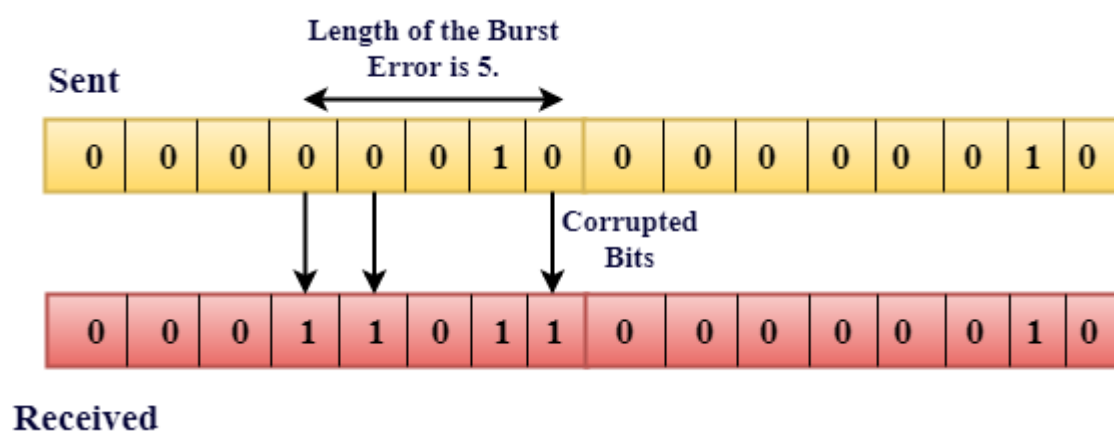 Length of the Burst
Error is 5.
Sent
0 0 0 0 0 0 1 0 0 0 0 0 0 0 1 0
Corrupted
Bits
0 0 0 1 1 0 1 1 0 0 0 0 0 0 1 0
Received